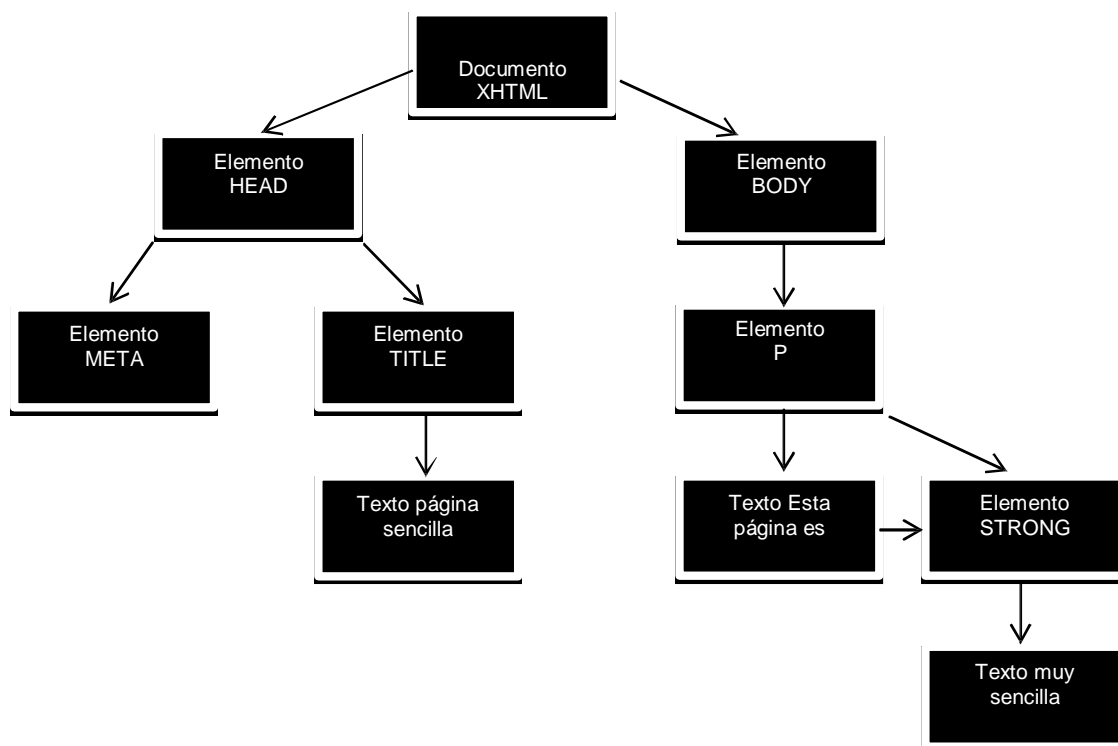 Documento
XHTML
Elemento
HEAD
Elemento
BODY
Elemento
META
Elemento
TITLE
Elemento
P
Texto página
sencilla
Texto Esta
página es
Elemento
STRONG
Texto muy
sencilla